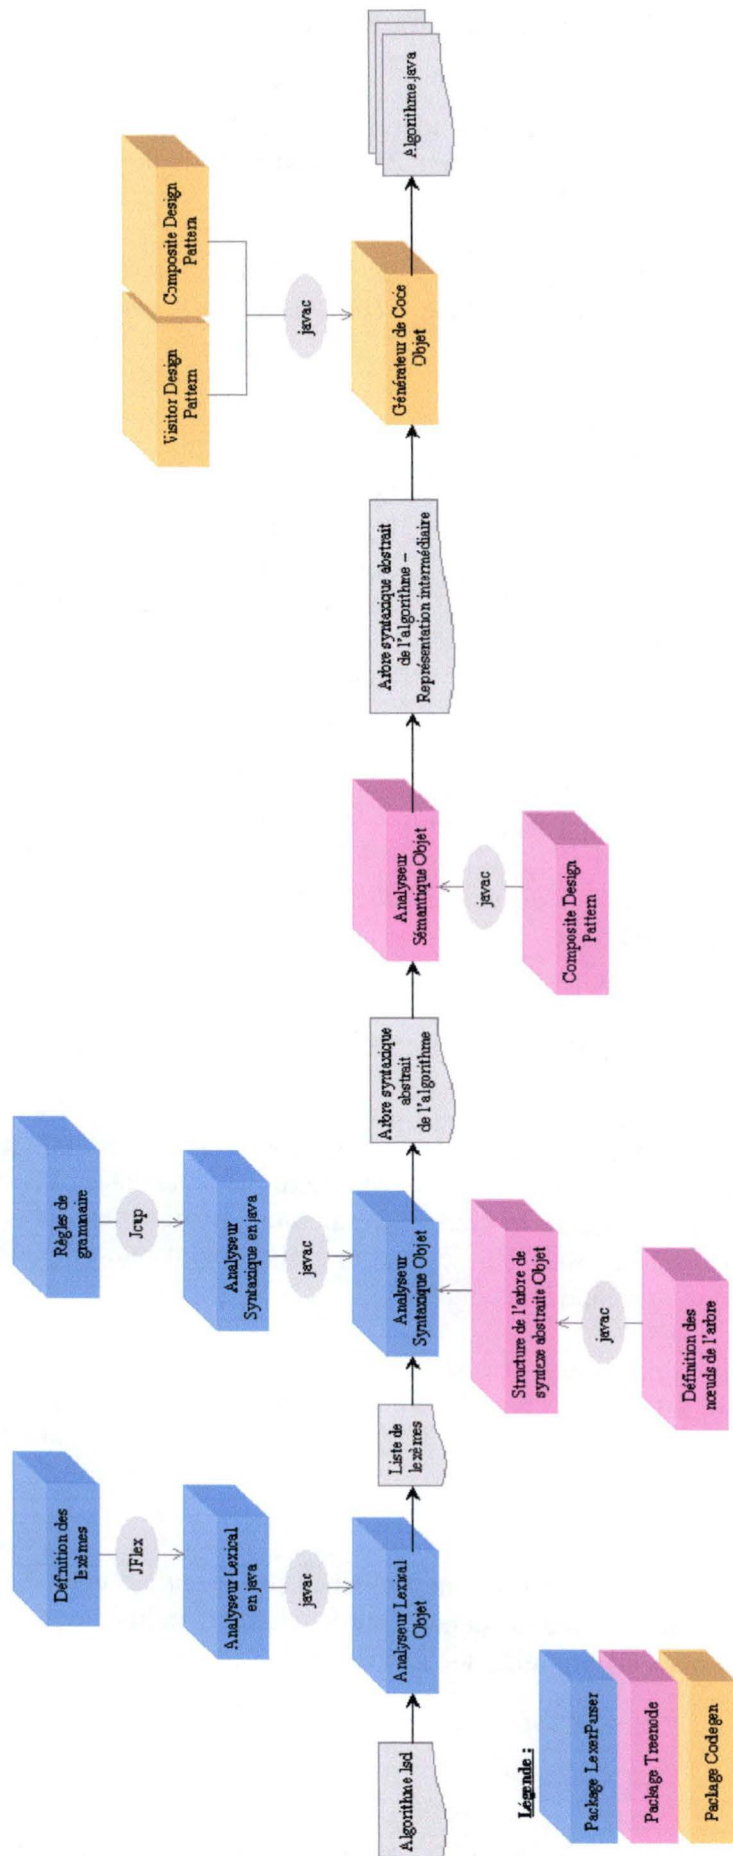 Définition des
lexèmes
JFlex
Analyseur Lexical
en java
javac
Analyseur Lexical
Objet
Algorithme.lsd
Liste de
lexèmes
Règles de
grammaire
Jcup
Analyseur
Syntaxique en java
javac
Analyseur
Syntaxique Objet
Structure de l'arbre de
syntaxe abstraite Objet
javac
Définition des
nœuds de l'arbre
Arbre syntaxique
abstrait
de l'algorithme
Analyseur
Sémantique Objet
javac
Composite Design
Pattern
Arbre syntaxique abstrait
de l'algorithme –
Représentation intermédiaire
Visitor Design
Pattern
Composite Design
Pattern
javac
Générateur de Code
Objet
Algorithme.java
Légende :
Package LexerParser
Package Treenode
Package Codegen